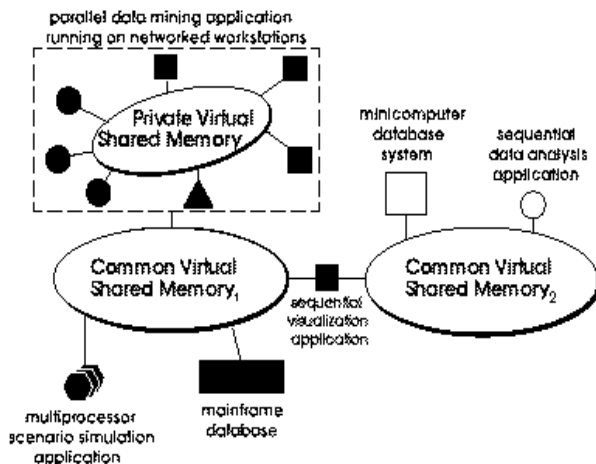 parallel data mining application
running on networked workstations
Private Virtual
Shared Memory
minicomputer
database
system
sequential
data analysis
application
Common Virtual
Shared Memory1
sequential
visualization
application
Common Virtual
Shared Memory2
multiprocessor
scenario simulation
application
mainframe
database